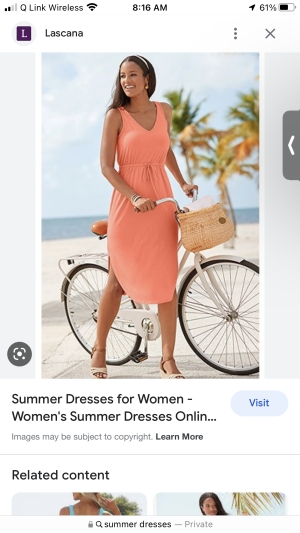 Q Link Wireless 8:16 AM 61%
L Lascana
Summer Dresses for Women -
Women's Summer Dresses Onlin...
Visit
Images may be subject to copyright. Learn More
Related content
summer dresses — Private